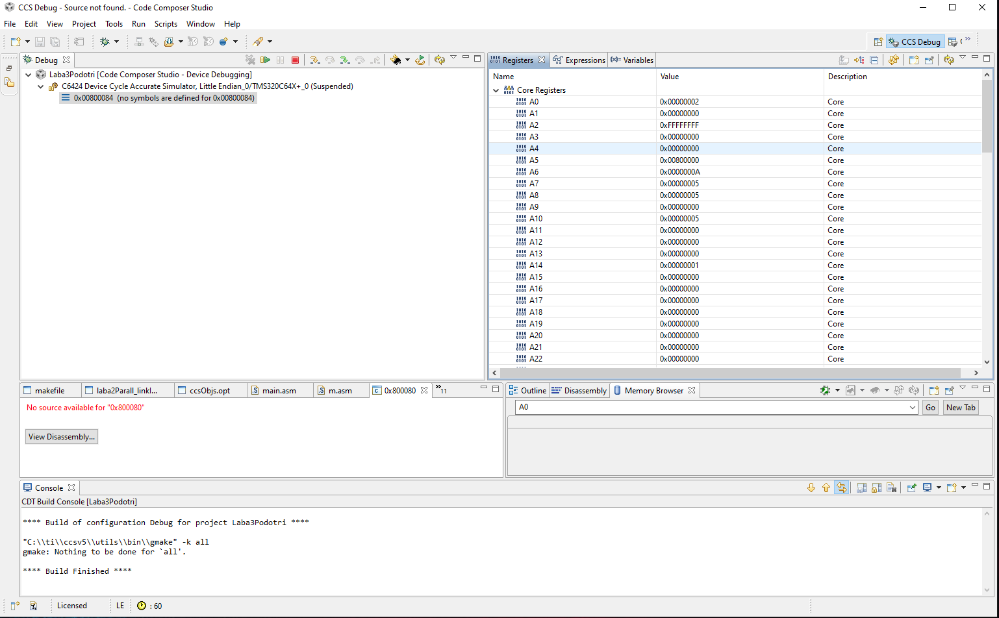 CCS Debug - Source not found. - Code Composer Studio
File Edit View Project Tools Run Scripts Window Help
CCS Debug
Debug
Laba3Podotri [Code Composer Studio - Device Debugging]
C6424 Device Cycle Accurate Simulator, Little Endian_0/TMS320C64X+_0 (Suspended)
0x00800084 (no symbols are defined for 0x00800084)
Registers Expressions (x)= Variables
Name Value Description
Core Registers
A0 0x00000002 Core
A1 0x00000000 Core
A2 0xFFFFFFFF Core
A3 0x00000000 Core
A4 0x00000000 Core
A5 0x00800000 Core
A6 0x0000000A Core
A7 0x00000005 Core
A8 0x00000005 Core
A9 0x00000000 Core
A10 0x00000005 Core
A11 0x00000000 Core
A12 0x00000000 Core
A13 0x00000000 Core
A14 0x00000001 Core
A15 0x00000000 Core
A16 0x00000000 Core
A17 0x00000000 Core
A18 0x00000000 Core
A19 0x00000000 Core
A20 0x00000000 Core
A21 0x00000000 Core
A22 0x00000000 Core
makefile laba2Parall_linkl... ccsObjs.opt main.asm m.asm 0x800080 »11
No source available for "0x800080"
View Disassembly...
Outline Disassembly Memory Browser
A0 Go New Tab
Console
CDT Build Console [Laba3Podotri]
**** Build of configuration Debug for project Laba3Podotri ****
"C:\\ti\\ccsv5\\utils\\bin\\gmake" -k all
gmake: Nothing to be done for `all'.
**** Build Finished ****
Licensed LE : 60